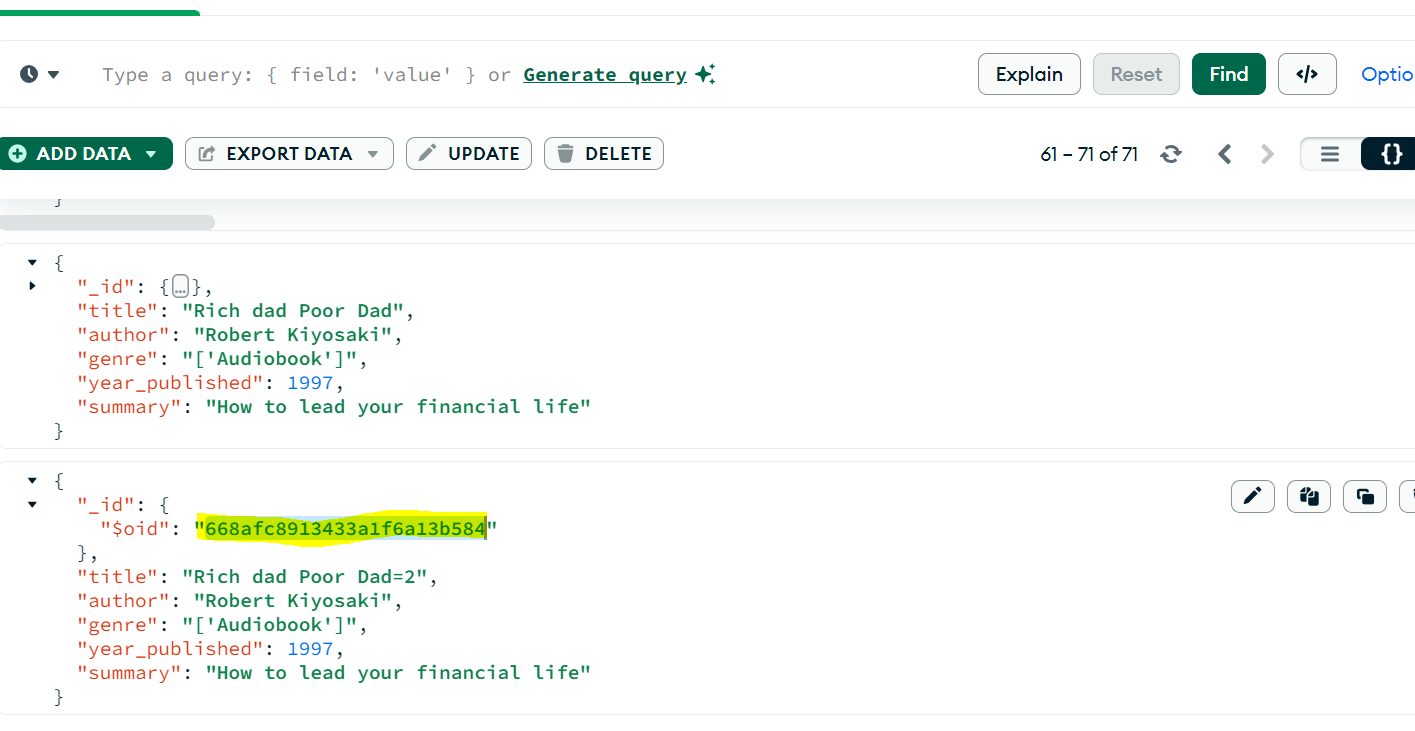 Type a query: { field: 'value' } or Generate query
Explain
Reset
Find
</>
Optio
ADD DATA
EXPORT DATA
UPDATE
DELETE
61 – 71 of 71
{}
}
{
"_id": {...},
"title": "Rich dad Poor Dad",
"author": "Robert Kiyosaki",
"genre": "['Audiobook']",
"year_published": 1997,
"summary": "How to lead your financial life"
}
{
"_id": {
"$oid": "668afc8913433a1f6a13b584"
},
"title": "Rich dad Poor Dad=2",
"author": "Robert Kiyosaki",
"genre": "['Audiobook']",
"year_published": 1997,
"summary": "How to lead your financial life"
}